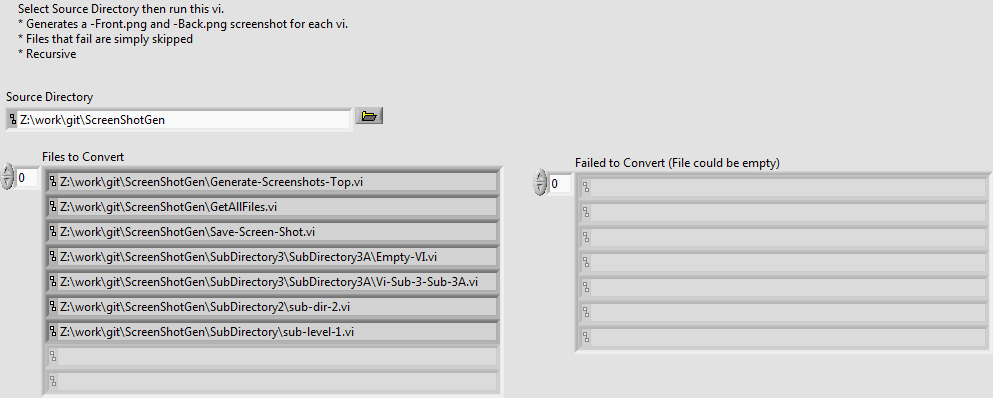 Select Source Directory then run this vi.
* Generates a -Front.png and -Back.png screenshot for each vi.
* Files that fail are simply skipped
* Recursive
Source Directory
Z:\work\git\ScreenShotGen
Files to Convert
0
Z:\work\git\ScreenShotGen\Generate-Screenshots-Top.vi
Z:\work\git\ScreenShotGen\GetAllFiles.vi
Z:\work\git\ScreenShotGen\Save-Screen-Shot.vi
Z:\work\git\ScreenShotGen\SubDirectory3\SubDirectory3A\Empty-VI.vi
Z:\work\git\ScreenShotGen\SubDirectory3\SubDirectory3A\Vi-Sub-3-Sub-3A.vi
Z:\work\git\ScreenShotGen\SubDirectory2\sub-dir-2.vi
Z:\work\git\ScreenShotGen\SubDirectory\sub-level-1.vi
Failed to Convert (File could be empty)
0